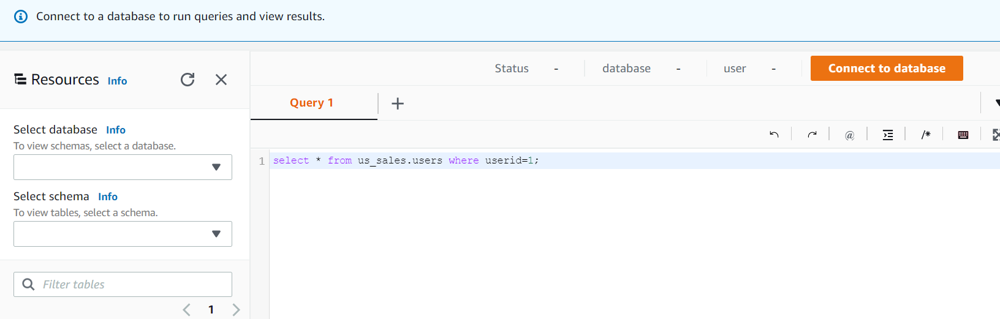 Connect to a database to run queries and view results.
Resources Info
Status - database - user - Connect to database
Query 1
Select database Info
To view schemas, select a database.
@ /*
1 select * from us_sales.users where userid=1;
Select schema Info
To view tables, select a schema.
Filter tables
1